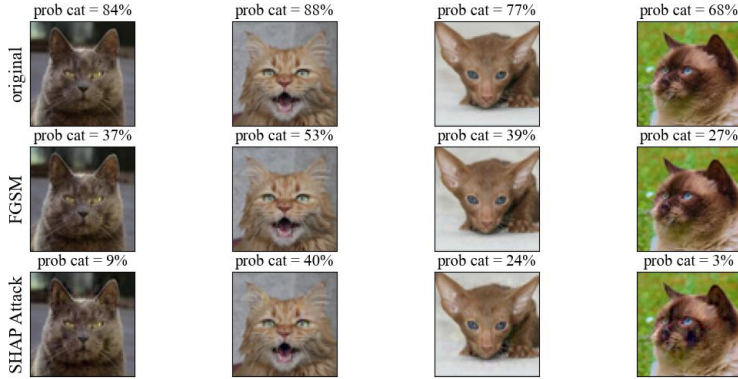 prob cat = 84% prob cat = 88% prob cat = 77% prob cat = 68%
original
prob cat = 37% prob cat = 53% prob cat = 39% prob cat = 27%
FGSM
prob cat = 9% prob cat = 40% prob cat = 24% prob cat = 3%
SHAP Attack